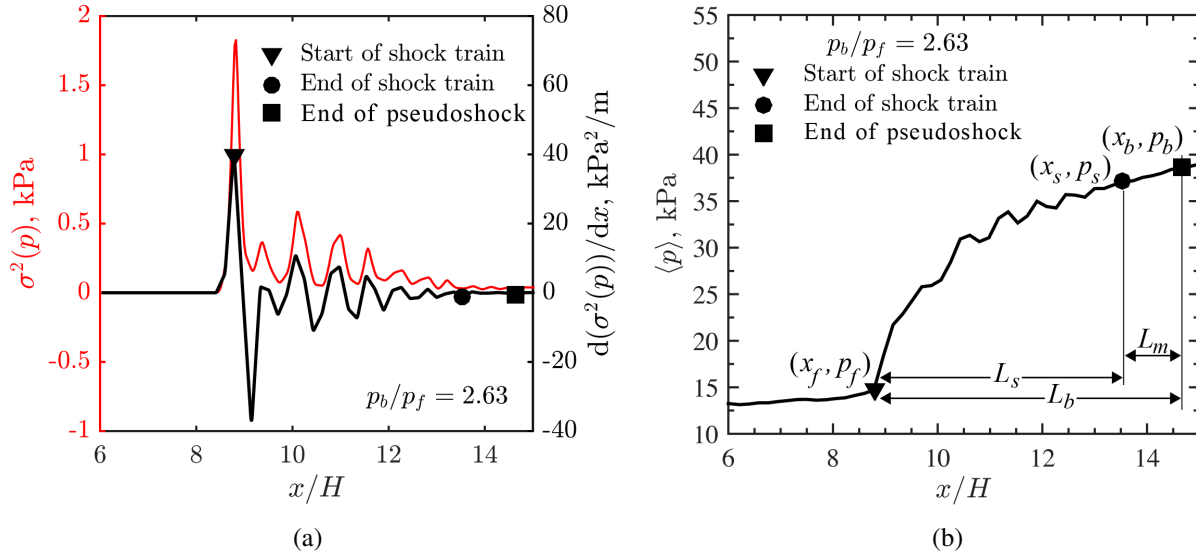 2
80
1.5
60
1
40
0.5
20
0
0
-0.5
-20
-1
-40
σ²(p), kPa
d(σ²(p))/dx, kPa²/m
Start of shock train
End of shock train
End of pseudoshock
p_b/p_f = 2.63
6
8
10
12
14
x/H
(a)
55
50
45
40
35
30
25
20
15
10
⟨p⟩, kPa
p_b/p_f = 2.63
Start of shock train
End of shock train
End of pseudoshock
(x_b, p_b)
(x_s, p_s)
(x_f, p_f)
L_m
L_s
L_b
6
8
10
12
14
x/H
(b)